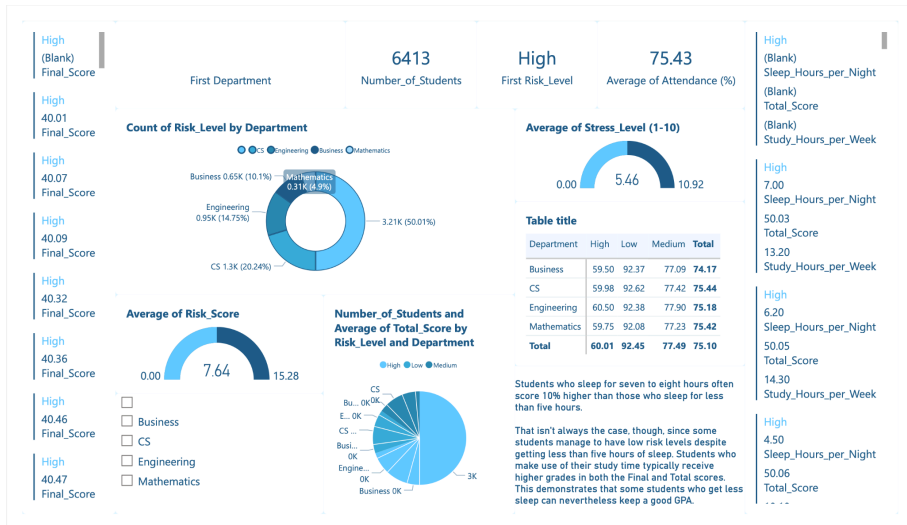 High
(Blank)
Final_Score
High
40.01
Final_Score
High
40.07
Final_Score
High
40.09
Final_Score
High
40.32
Final_Score
High
40.36
Final_Score
High
40.46
Final_Score
High
40.47
Final_Score
First Department
6413
Number_of_Students
High
First Risk_Level
75.43
Average of Attendance (%)
Count of Risk_Level by Department
CS Engineering Business Mathematics
Business 0.65K (10.1%)
Mathematics
0.31K (4.9%)
Engineering
0.95K (14.75%)
3.21K (50.01%)
CS 1.3K (20.24%)
Average of Stress_Level (1-10)
0.00 5.46 10.92
Table title
Department High Low Medium Total
Business 59.50 92.37 77.09 74.17
CS 59.98 92.62 77.42 75.44
Engineering 60.50 92.38 77.90 75.18
Mathematics 59.75 92.08 77.23 75.42
Total 60.01 92.45 77.49 75.10
Average of Risk_Score
0.00 7.64 15.28
Business
CS
Engineering
Mathematics
Number_of_Students and
Average of Total_Score by
Risk_Level and Department
High Low Medium
CS
0K
Bu... 0K
E... 0K
CS ...
Busi...
0K
Engine...
0K
Business 0K
3K
Students who sleep for seven to eight hours often
score 10% higher than those who sleep for less
than five hours.
That isn't always the case, though, since some
students manage to have low risk levels despite
getting less than five hours of sleep. Students who
make use of their study time typically receive
higher grades in both the Final and Total scores.
This demonstrates that some students who get less
sleep can nevertheless keep a good GPA.
High
(Blank)
Sleep_Hours_per_Night
(Blank)
Total_Score
(Blank)
Study_Hours_per_Week
High
7.00
Sleep_Hours_per_Night
50.03
Total_Score
13.20
Study_Hours_per_Week
High
6.20
Sleep_Hours_per_Night
50.05
Total_Score
14.30
Study_Hours_per_Week
High
4.50
Sleep_Hours_per_Night
50.06
Total_Score